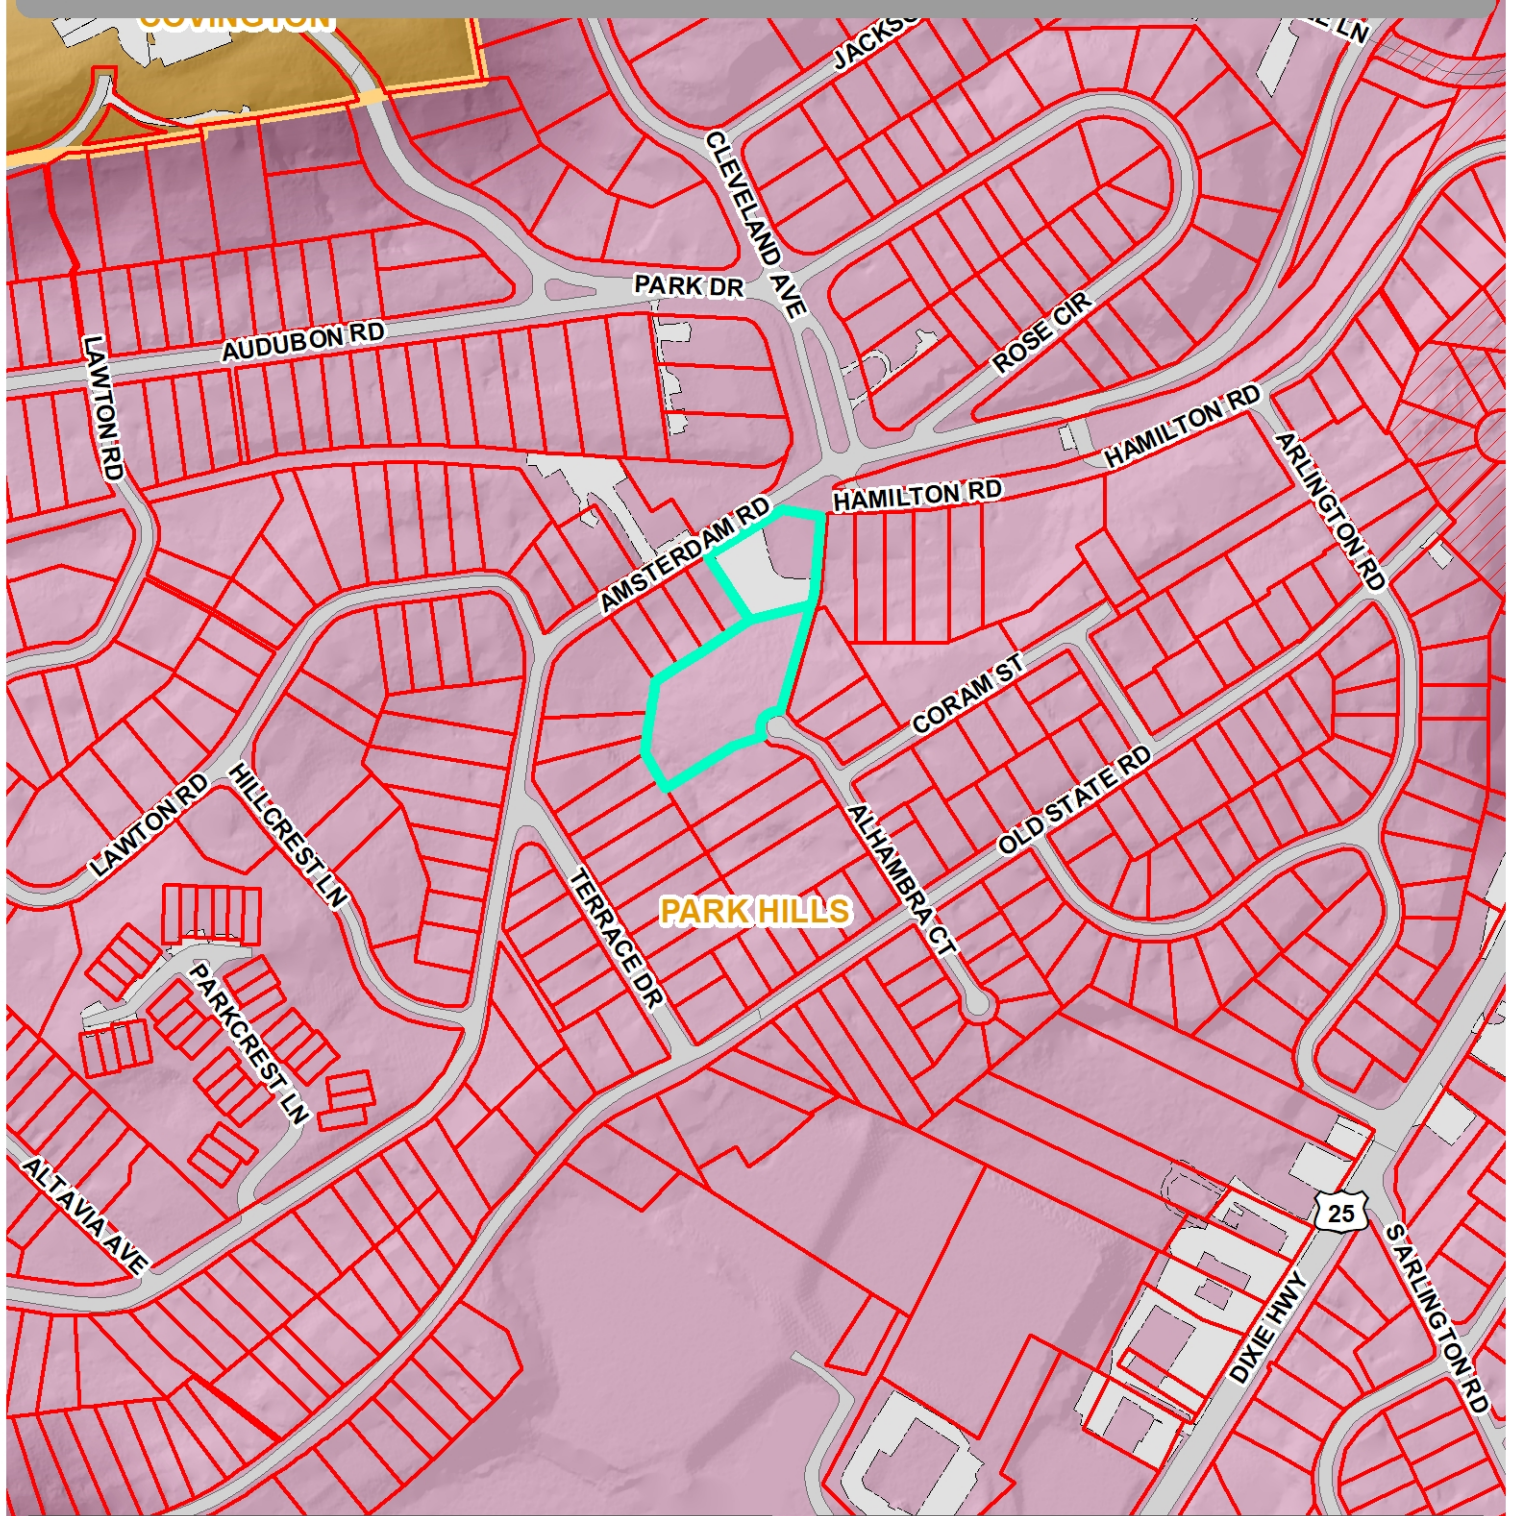 COVINGTON
LN
CLEVELAND AVE
PARK DR
AUDUBON RD
LAWTON RD
ROSE CIR
HAMILTON RD
HAMILTON RD
AMSTERDAM RD
ARLINGTON RD
CORAM ST
OLD STATE RD
LAWTON RD
HILLCREST LN
ALHAMBRA CT
TERRACE DR
PARK HILLS
PARKCREST LN
ALTAVIA AVE
25
S ARLINGTON RD
DIXIE HWY